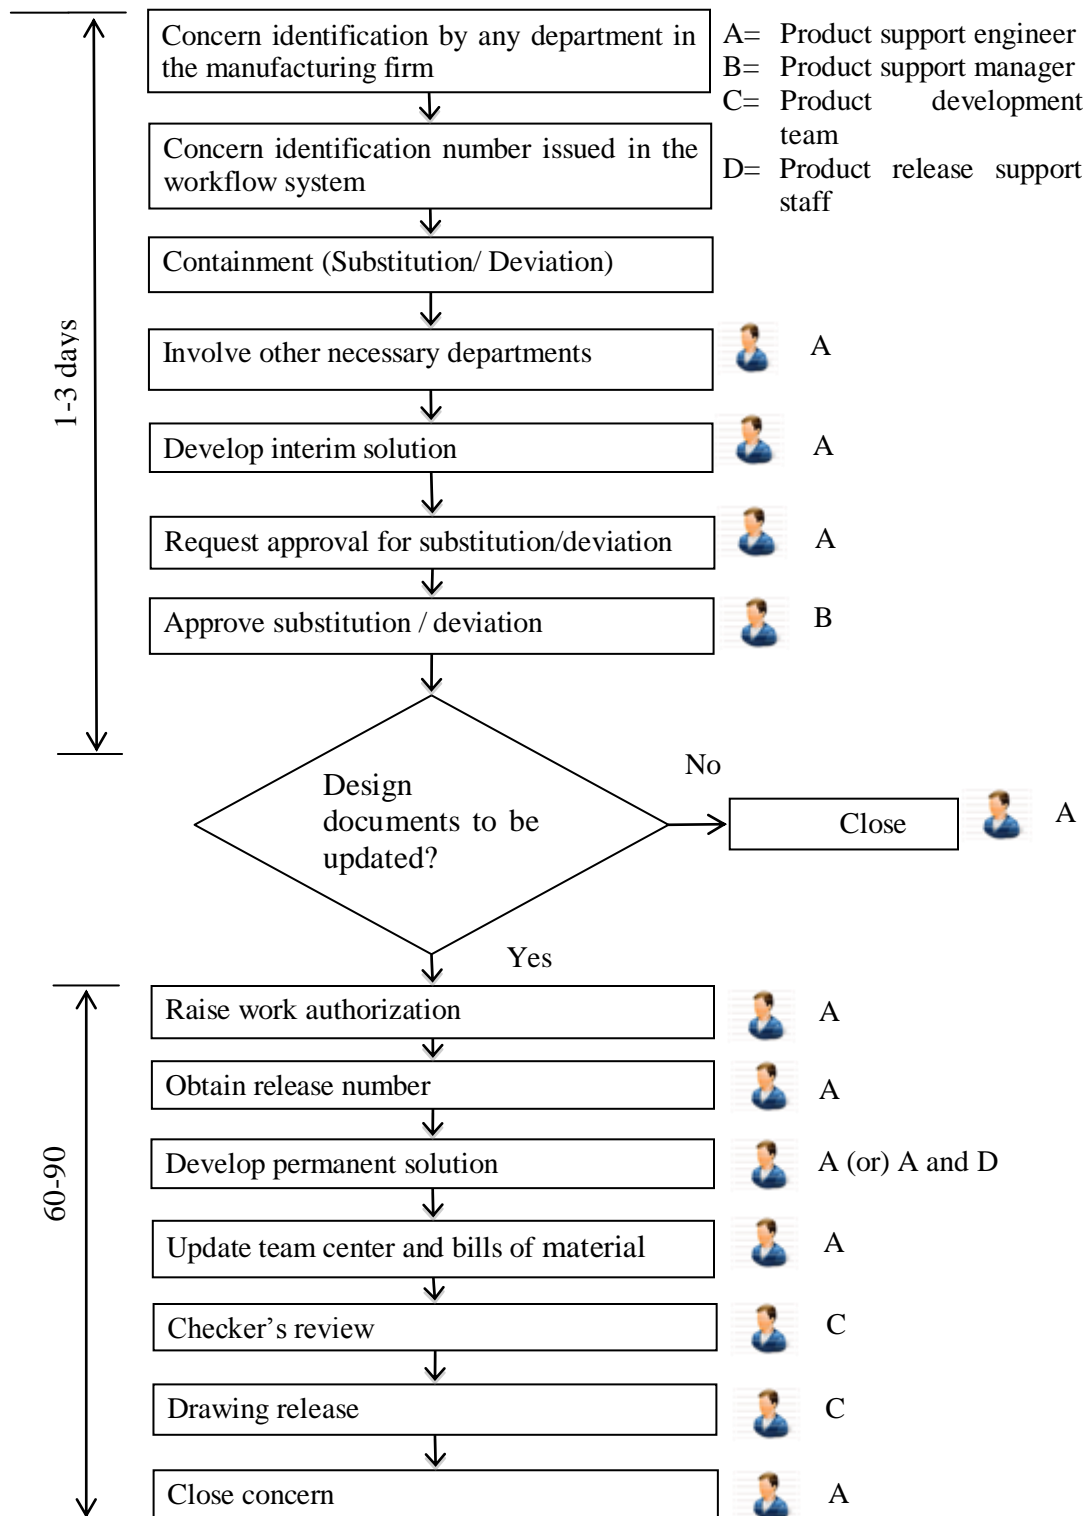 Concern identification by any department in
the manufacturing firm
A= Product support engineer
B= Product support manager
C= Product development
team
D= Product release support
staff
Concern identification number issued in the
workflow system
Containment (Substitution/ Deviation)
Involve other necessary departments
A
Develop interim solution
A
Request approval for substitution/deviation
A
Approve substitution / deviation
B
1-3 days
Design
documents to be
updated?
No
Close
A
Yes
Raise work authorization
A
Obtain release number
A
Develop permanent solution
A (or) A and D
Update team center and bills of material
A
Checker’s review
C
Drawing release
C
Close concern
A
60-90